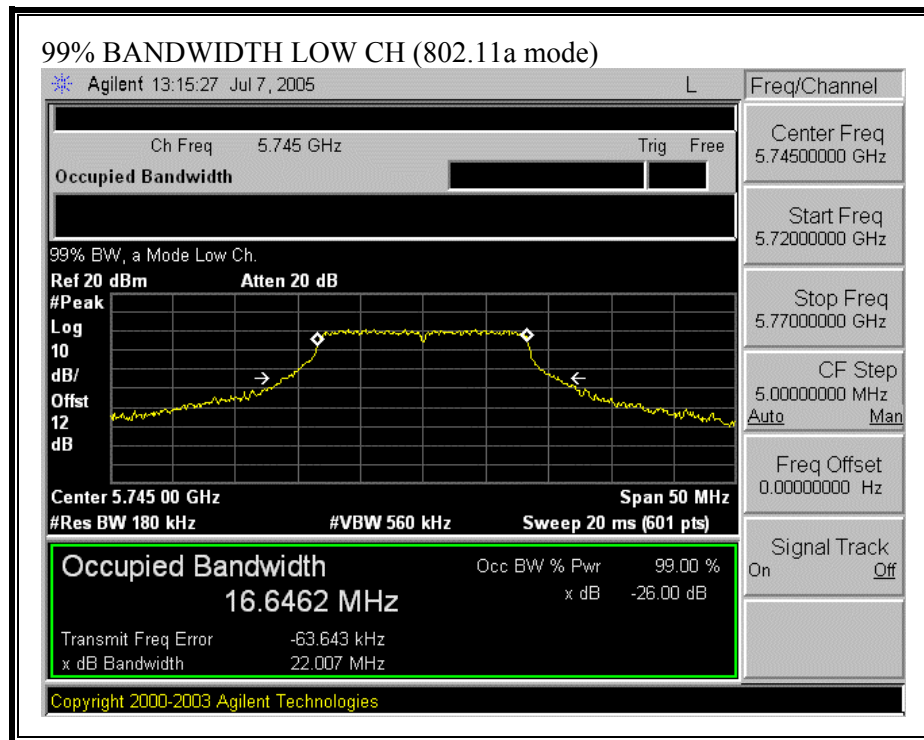 99% BANDWIDTH LOW CH (802.11a mode)
Agilent 13:15:27 Jul 7, 2005 L
Freq/Channel
Ch Freq 5.745 GHz Trig Free
Occupied Bandwidth
Center Freq
5.74500000 GHz
Start Freq
5.72000000 GHz
Stop Freq
5.77000000 GHz
CF Step
5.00000000 MHz
Auto Man
Freq Offset
0.00000000 Hz
Signal Track
On Off
99% BW, a Mode Low Ch.
Ref 20 dBm Atten 20 dB
#Peak
Log
10
dB/
Offst
12
dB
Center 5.745 00 GHz Span 50 MHz
#Res BW 180 kHz #VBW 560 kHz Sweep 20 ms (601 pts)
Occupied Bandwidth Occ BW % Pwr 99.00 %
16.6462 MHz x dB -26.00 dB
Transmit Freq Error -63.643 kHz
x dB Bandwidth 22.007 MHz
Copyright 2000-2003 Agilent Technologies